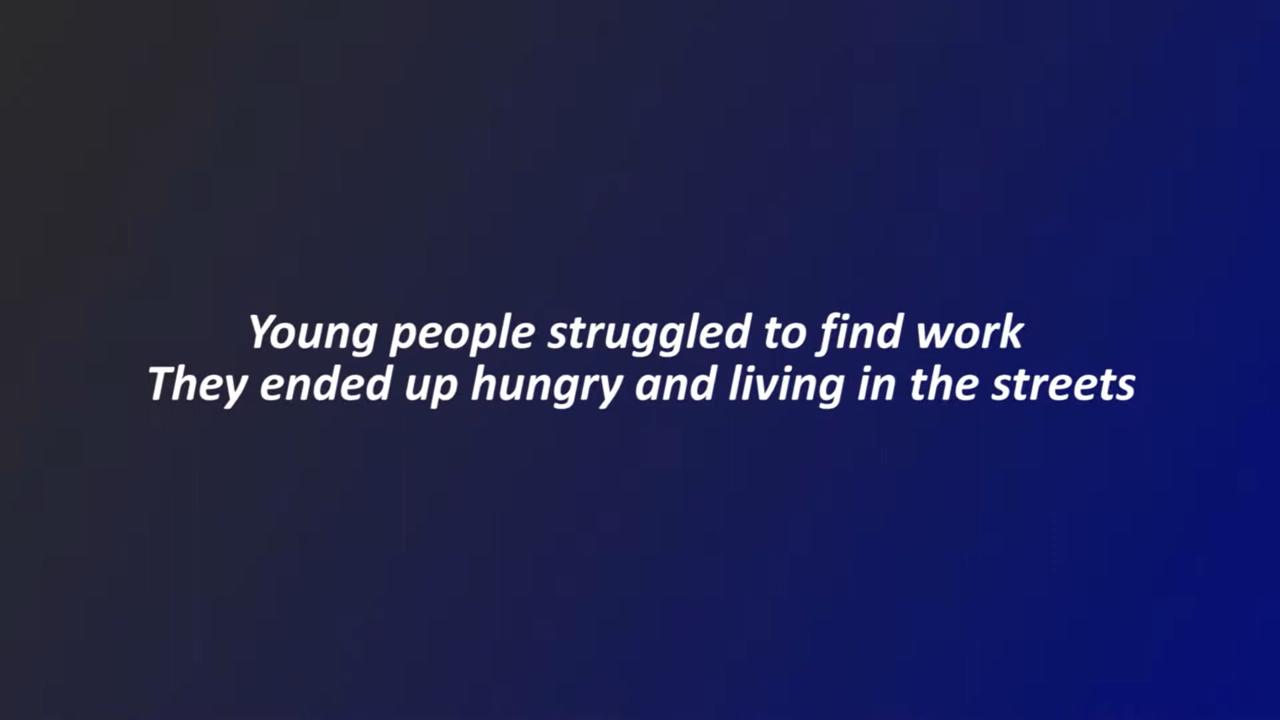 Young people struggled to find work
They ended up hungry and living in the streets